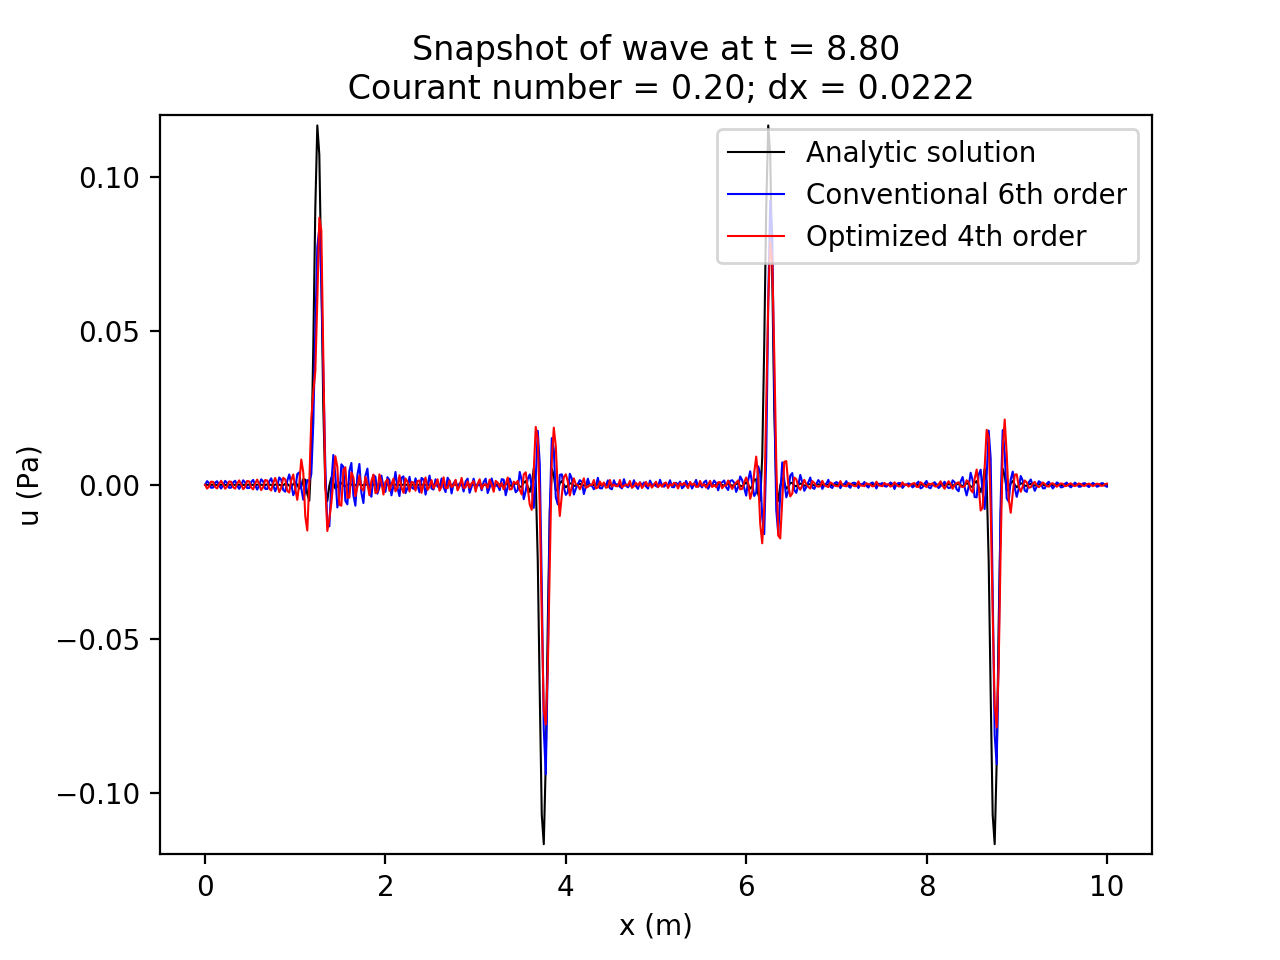 Snapshot of wave at t = 8.80
Courant number = 0.20; dx = 0.0222
Analytic solution
Conventional 6th order
Optimized 4th order
0.10
0.05
0.00
−0.05
−0.10
u (Pa)
0 2 4 6 8 10
x (m)